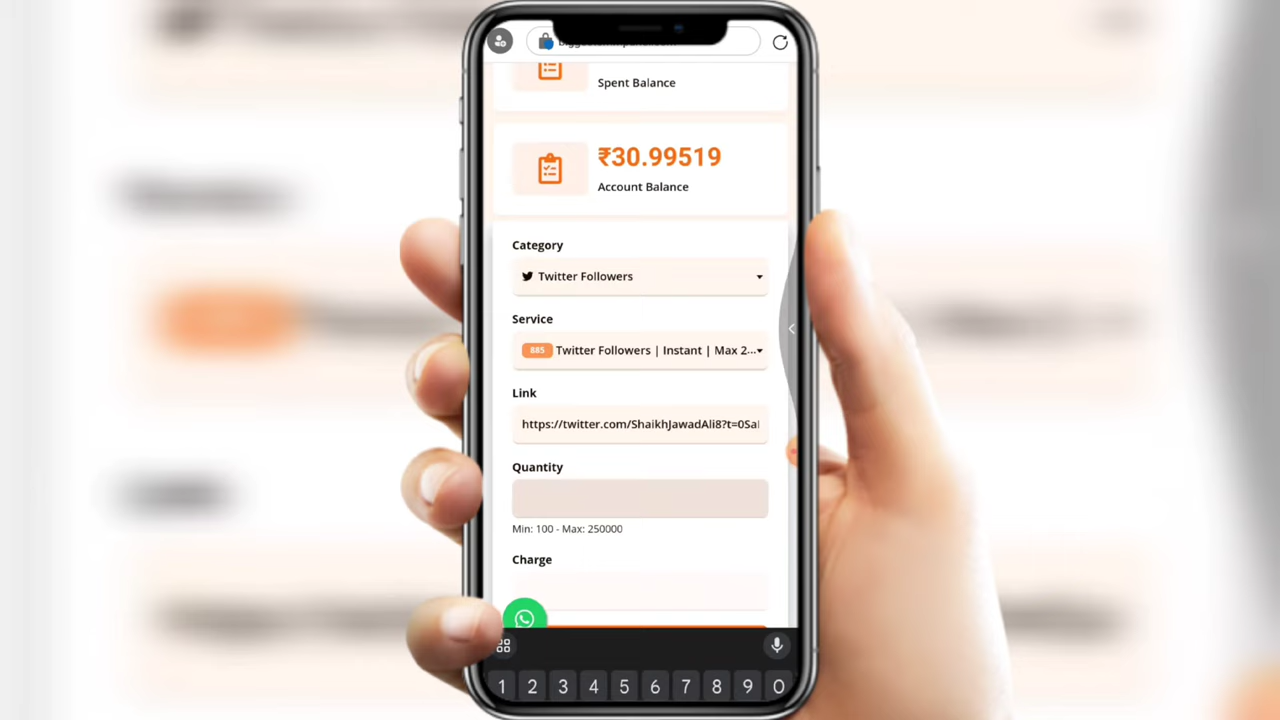 Spent Balance
₹30.99519
Account Balance
Category
Twitter Followers
Service
885 Twitter Followers | Instant | Max 2...
Link
https://twitter.com/ShaikhJawadAli8?t=0Sa
Quantity
Min: 100 - Max: 250000
Charge
1 2 3 4 5 6 7 8 9 0